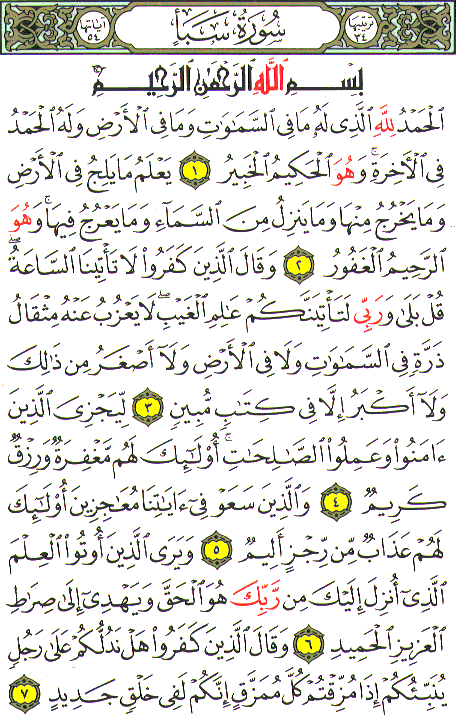 ترتيبها ٣٤ سُورَةُ سَبَإٍ آياتها ٥٤
بِسْمِ ٱللَّهِ ٱلرَّحْمَٰنِ ٱلرَّحِيمِ
ٱلْحَمْدُ لِلَّهِ ٱلَّذِى لَهُۥ مَا فِى ٱلسَّمَٰوَٰتِ وَمَا فِى ٱلْأَرْضِ وَلَهُ ٱلْحَمْدُ
فِى ٱلْأَخِرَةِ ۚ وَهُوَ ٱلْحَكِيمُ ٱلْخَبِيرُ ١ يَعْلَمُ مَا يَلِجُ فِى ٱلْأَرْضِ
وَمَا يَخْرُجُ مِنْهَا وَمَا يَنزِلُ مِنَ ٱلسَّمَآءِ وَمَا يَعْرُجُ فِيهَا ۚ وَهُوَ
ٱلرَّحِيمُ ٱلْغَفُورُ ٢ وَقَالَ ٱلَّذِينَ كَفَرُوا۟ لَا تَأْتِينَا ٱلسَّاعَةُ ۖ
قُلْ بَلَىٰ وَرَبِّى لَتَأْتِيَنَّكُمْ عَٰلِمِ ٱلْغَيْبِ ۖ لَا يَعْزُبُ عَنْهُ مِثْقَالُ
ذَرَّةٍ فِى ٱلسَّمَٰوَٰتِ وَلَا فِى ٱلْأَرْضِ وَلَآ أَصْغَرُ مِن ذَٰلِكَ
وَلَآ أَكْبَرُ إِلَّا فِى كِتَٰبٍ مُّبِينٍ ٣ لِّيَجْزِىَ ٱلَّذِينَ
ءَامَنُوا۟ وَعَمِلُوا۟ ٱلصَّٰلِحَٰتِ ۚ أُو۟لَٰٓئِكَ لَهُم مَّغْفِرَةٌ وَرِزْقٌ
كَرِيمٌ ٤ وَٱلَّذِينَ سَعَوْ فِىٓ ءَايَٰتِنَا مُعَٰجِزِينَ أُو۟لَٰٓئِكَ
لَهُمْ عَذَابٌ مِّن رِّجْزٍ أَلِيمٌ ٥ وَيَرَى ٱلَّذِينَ أُوتُوا۟ ٱلْعِلْمَ
ٱلَّذِىٓ أُنزِلَ إِلَيْكَ مِن رَّبِّكَ هُوَ ٱلْحَقَّ وَيَهْدِىٓ إِلَىٰ صِرَٰطِ
ٱلْعَزِيزِ ٱلْحَمِيدِ ٦ وَقَالَ ٱلَّذِينَ كَفَرُوا۟ هَلْ نَدُلُّكُمْ عَلَىٰ رَجُلٍ
يُنَبِّئُكُمْ إِذَا مُزِّقْتُمْ كُلَّ مُمَزَّقٍ إِنَّكُمْ لَفِى خَلْقٍ جَدِيدٍ ٧